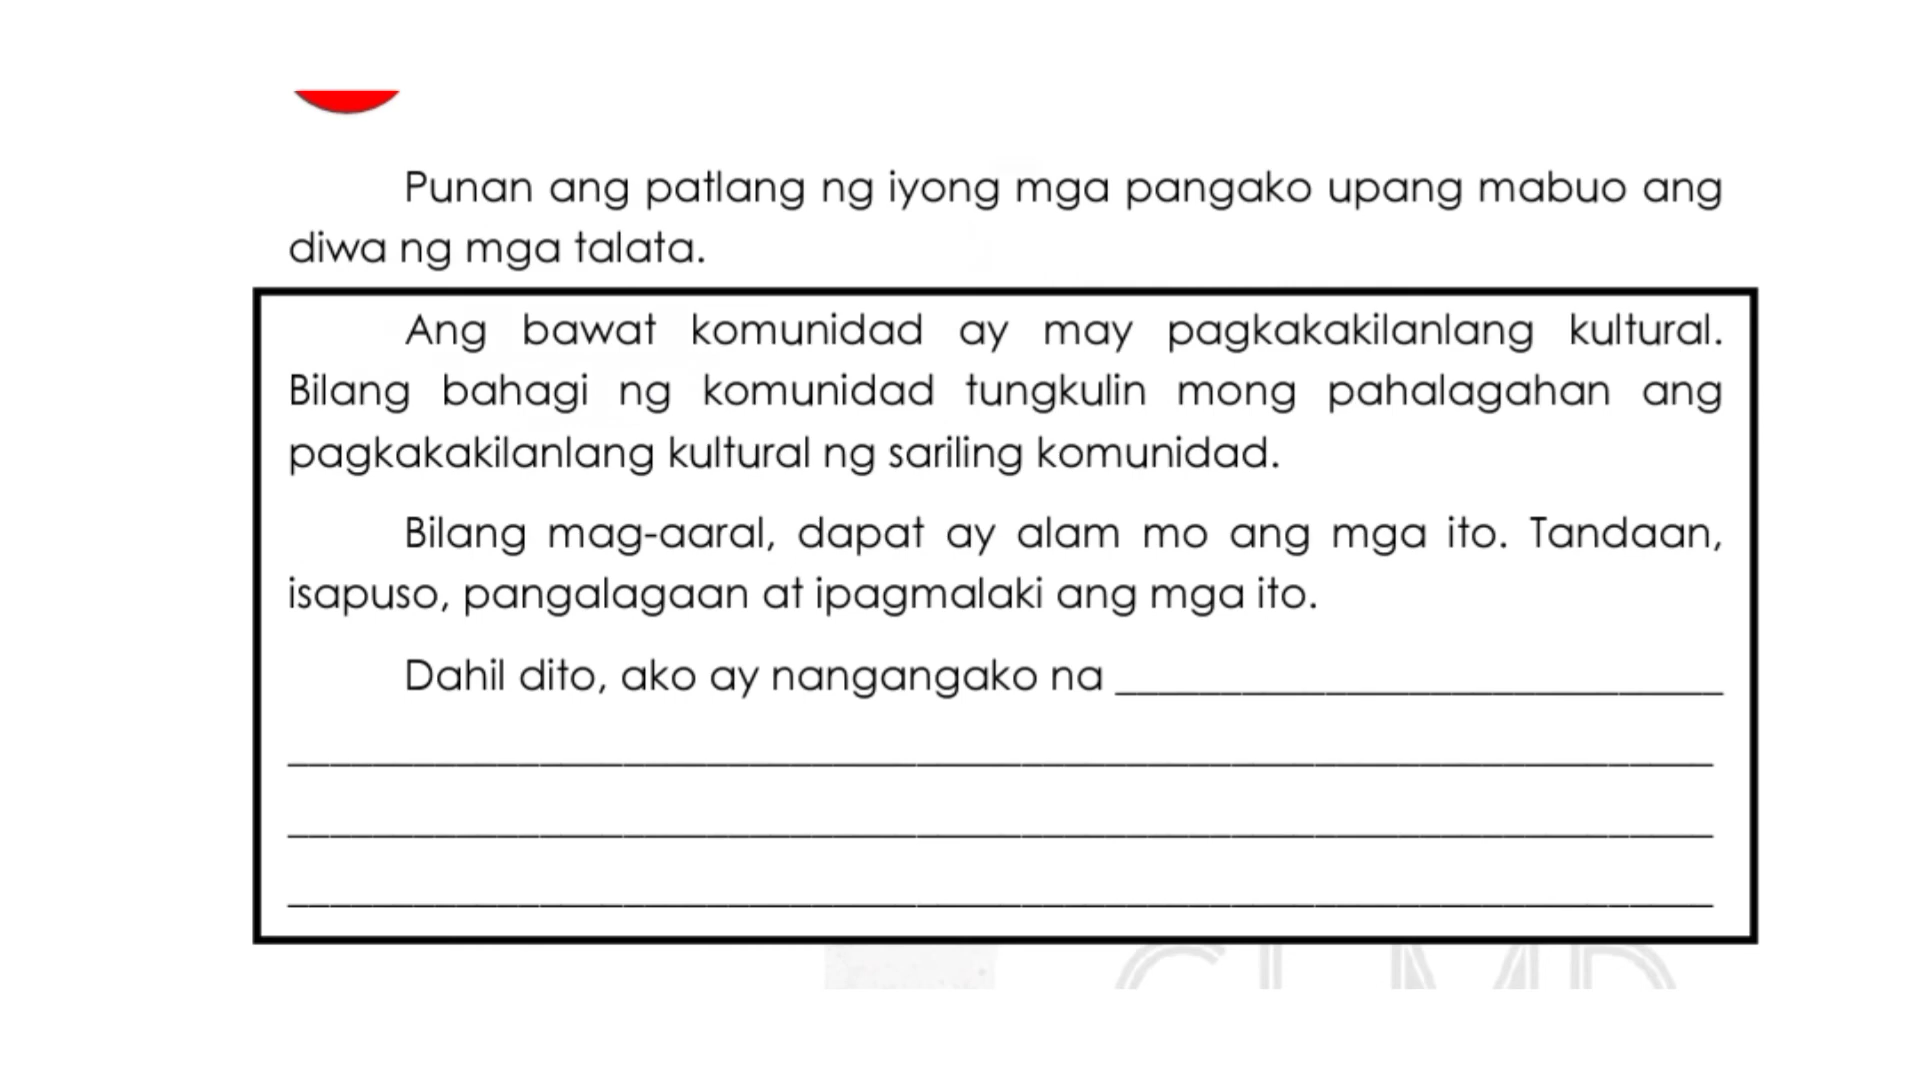 Punan ang patlang ng iyong mga pangako upang mabuo ang
diwa ng mga talata.
Ang bawat komunidad ay may pagkakakilanlang kultural.
Bilang bahagi ng komunidad tungkulin mong pahalagahan ang
pagkakakilanlang kultural ng sariling komunidad.
Bilang mag-aaral, dapat ay alam mo ang mga ito. Tandaan,
isapuso, pangalagaan at ipagmalaki ang mga ito.
Dahil dito, ako ay nangangako na